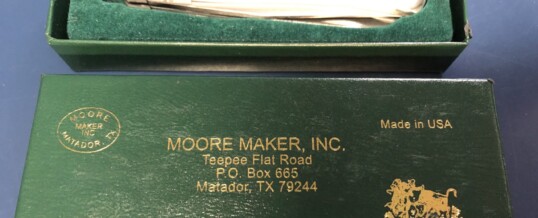 MOORE
MAKER
INC
MATADOR, TX.
MOORE MAKER, INC.
Teepee Flat Road
P.O. Box 665
Matador, TX 79244
Made in USA